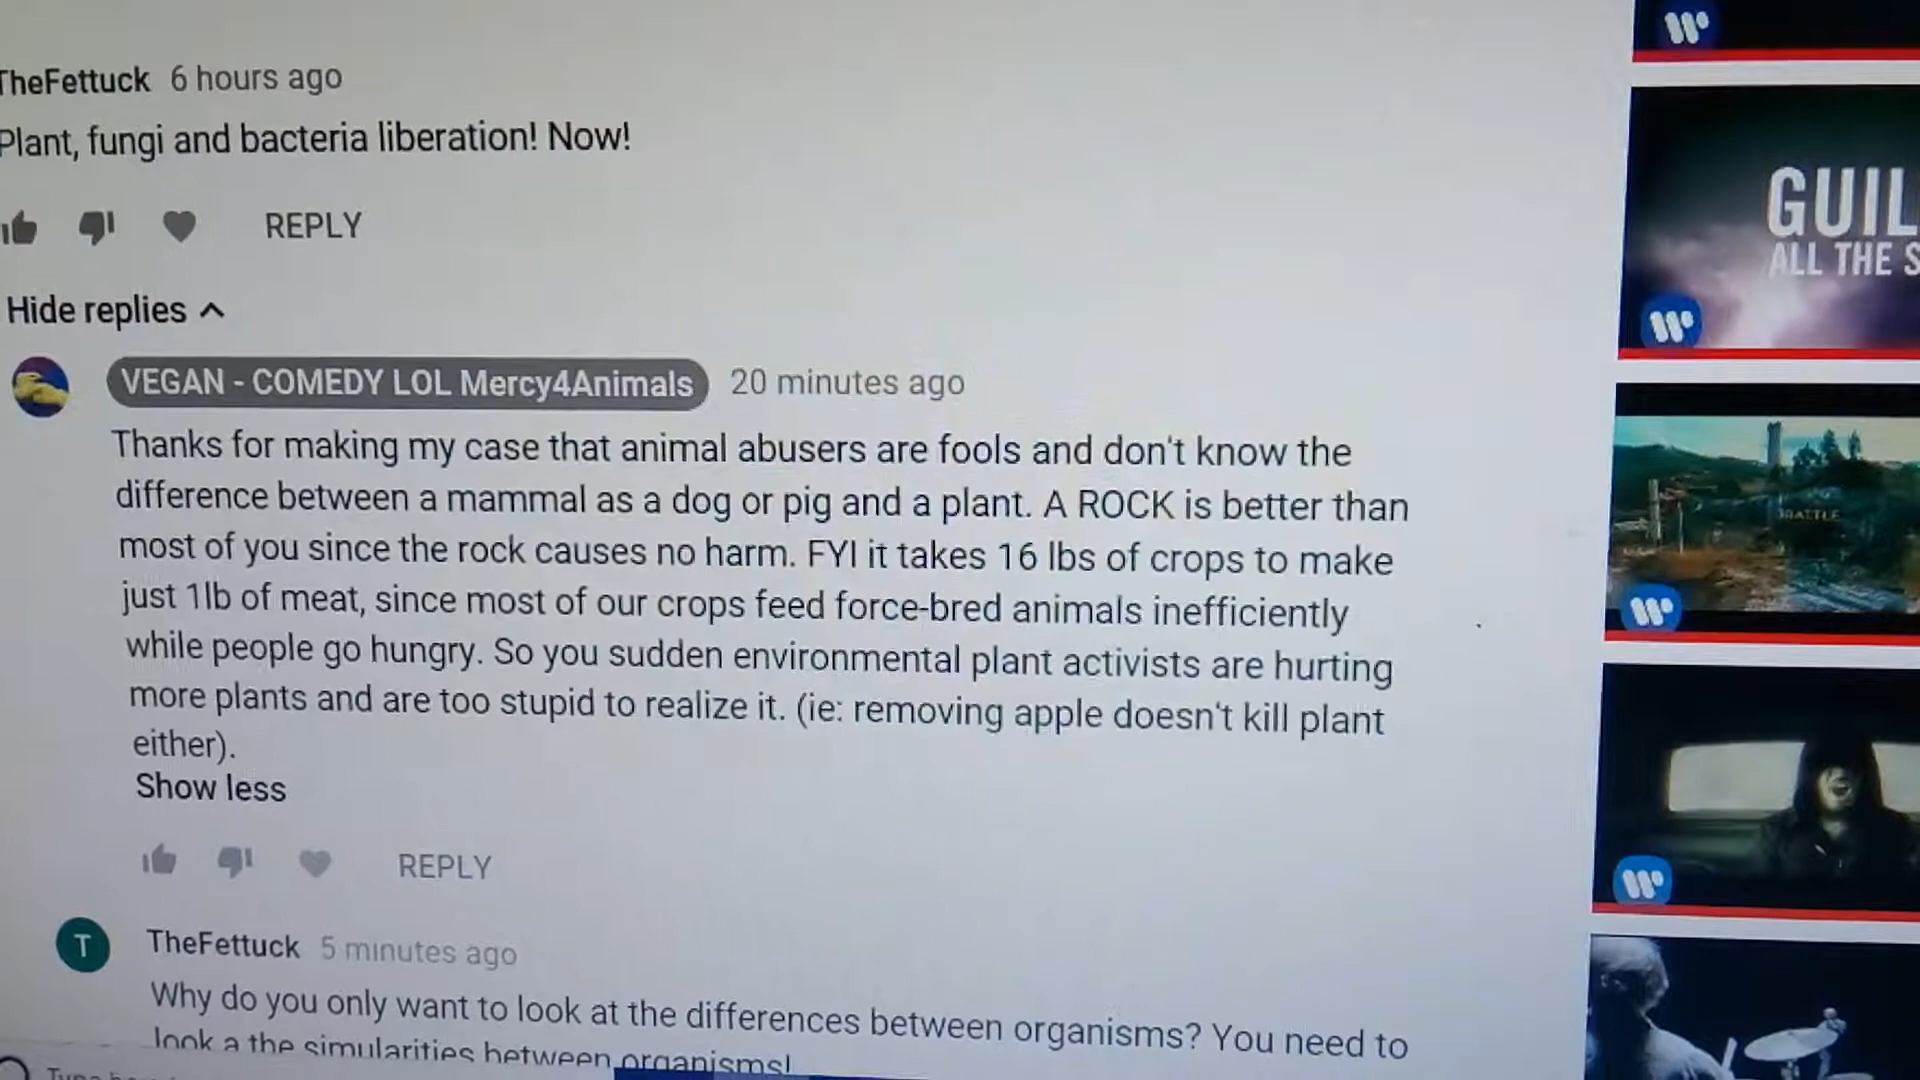 TheFettuck 6 hours ago
Plant, fungi and bacteria liberation! Now!
REPLY
Hide replies
VEGAN - COMEDY LOL Mercy4Animals 20 minutes ago
Thanks for making my case that animal abusers are fools and don't know the
difference between a mammal as a dog or pig and a plant. A ROCK is better than
most of you since the rock causes no harm. FYI it takes 16 lbs of crops to make
just 1lb of meat, since most of our crops feed force-bred animals inefficiently
while people go hungry. So you sudden environmental plant activists are hurting
more plants and are too stupid to realize it. (ie: removing apple doesn't kill plant
either).
Show less
REPLY
T
TheFettuck 5 minutes ago
Why do you only want to look at the differences between organisms? You need to
look a the simularities between organisms!
GUIL
ALL THE S